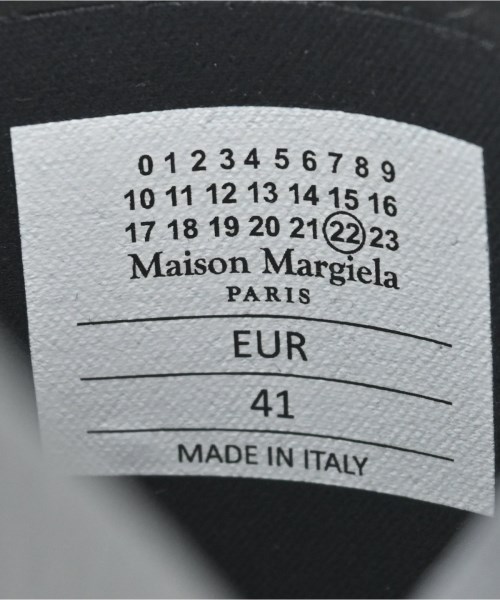 0 1 2 3 4 5 6 7 8 9
10 11 12 13 14 15 16
17 18 19 20 21 22 23
Maison Margiela
PARIS
EUR
41
MADE IN ITALY